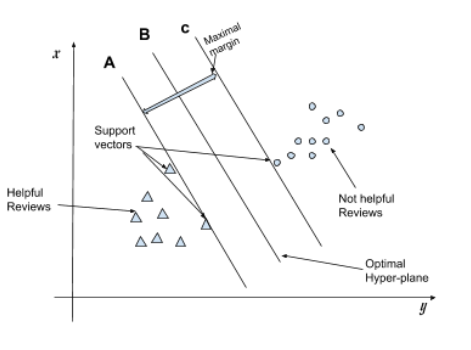 x
A
B
c
Maximal
margin
Support
vectors
Helpful
Reviews
Not helpful
Reviews
Optimal
Hyper-plane
y